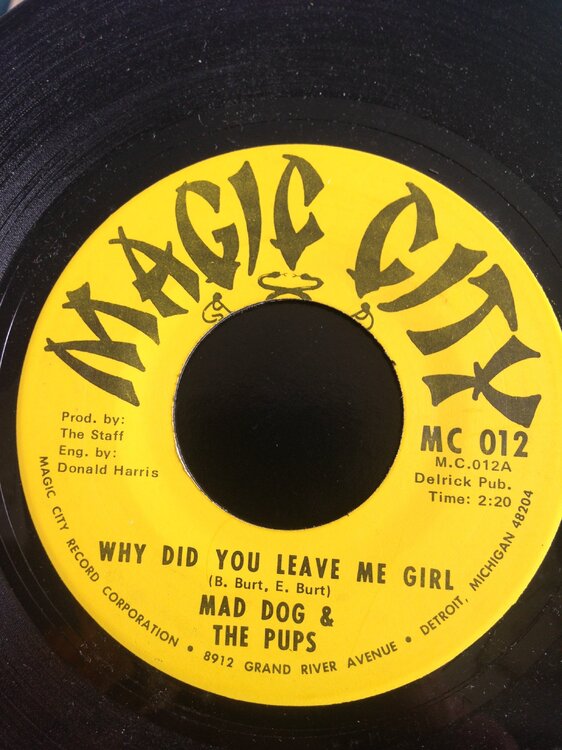 MAGIC CITY
Prod. by:
The Staff
Eng. by:
Donald Harris
MC 012
M.C.012A
Delrick Pub.
Time: 2:20
WHY DID YOU LEAVE ME GIRL
(B. Burt, E. Burt)
MAD DOG &
THE PUPS
MAGIC CITY RECORD CORPORATION • 8912 GRAND RIVER AVENUE • DETROIT, MICHIGAN 48204